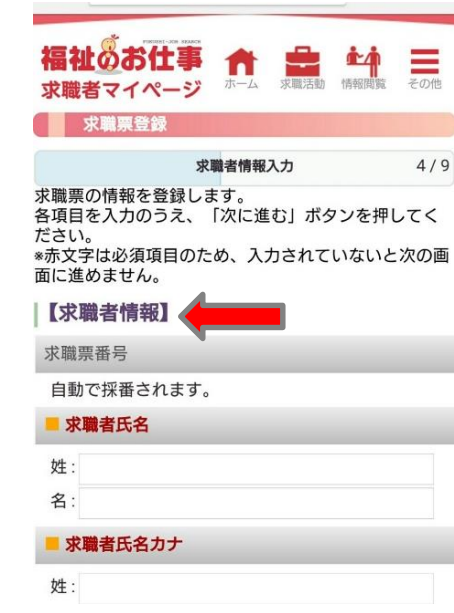 福祉のお仕事
求職者マイページ
ホーム
求職活動
情報閲覧
その他
求職票登録
求職者情報入力
4/9
求職票の情報を登録します。
各項目を入力のうえ、「次に進む」ボタンを押してく
ださい。
*赤文字は必須項目のため、入力されていないと次の画
面に進めません。
【求職者情報】
求職票番号
自動で採番されます。
求職者氏名
姓:
名:
求職者氏名カナ
姓: